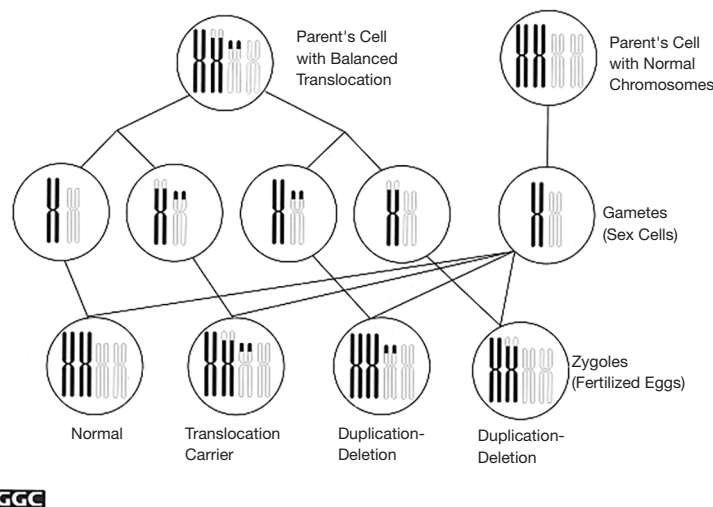 Parent's Cell
with Balanced
Translocation
Parent's Cell
with Normal
Chromosomes
Gametes
(Sex Cells)
Zygoles
(Fertilized Eggs)
Normal
Translocation
Carrier
Duplication-
Deletion
Duplication-
Deletion
GGC